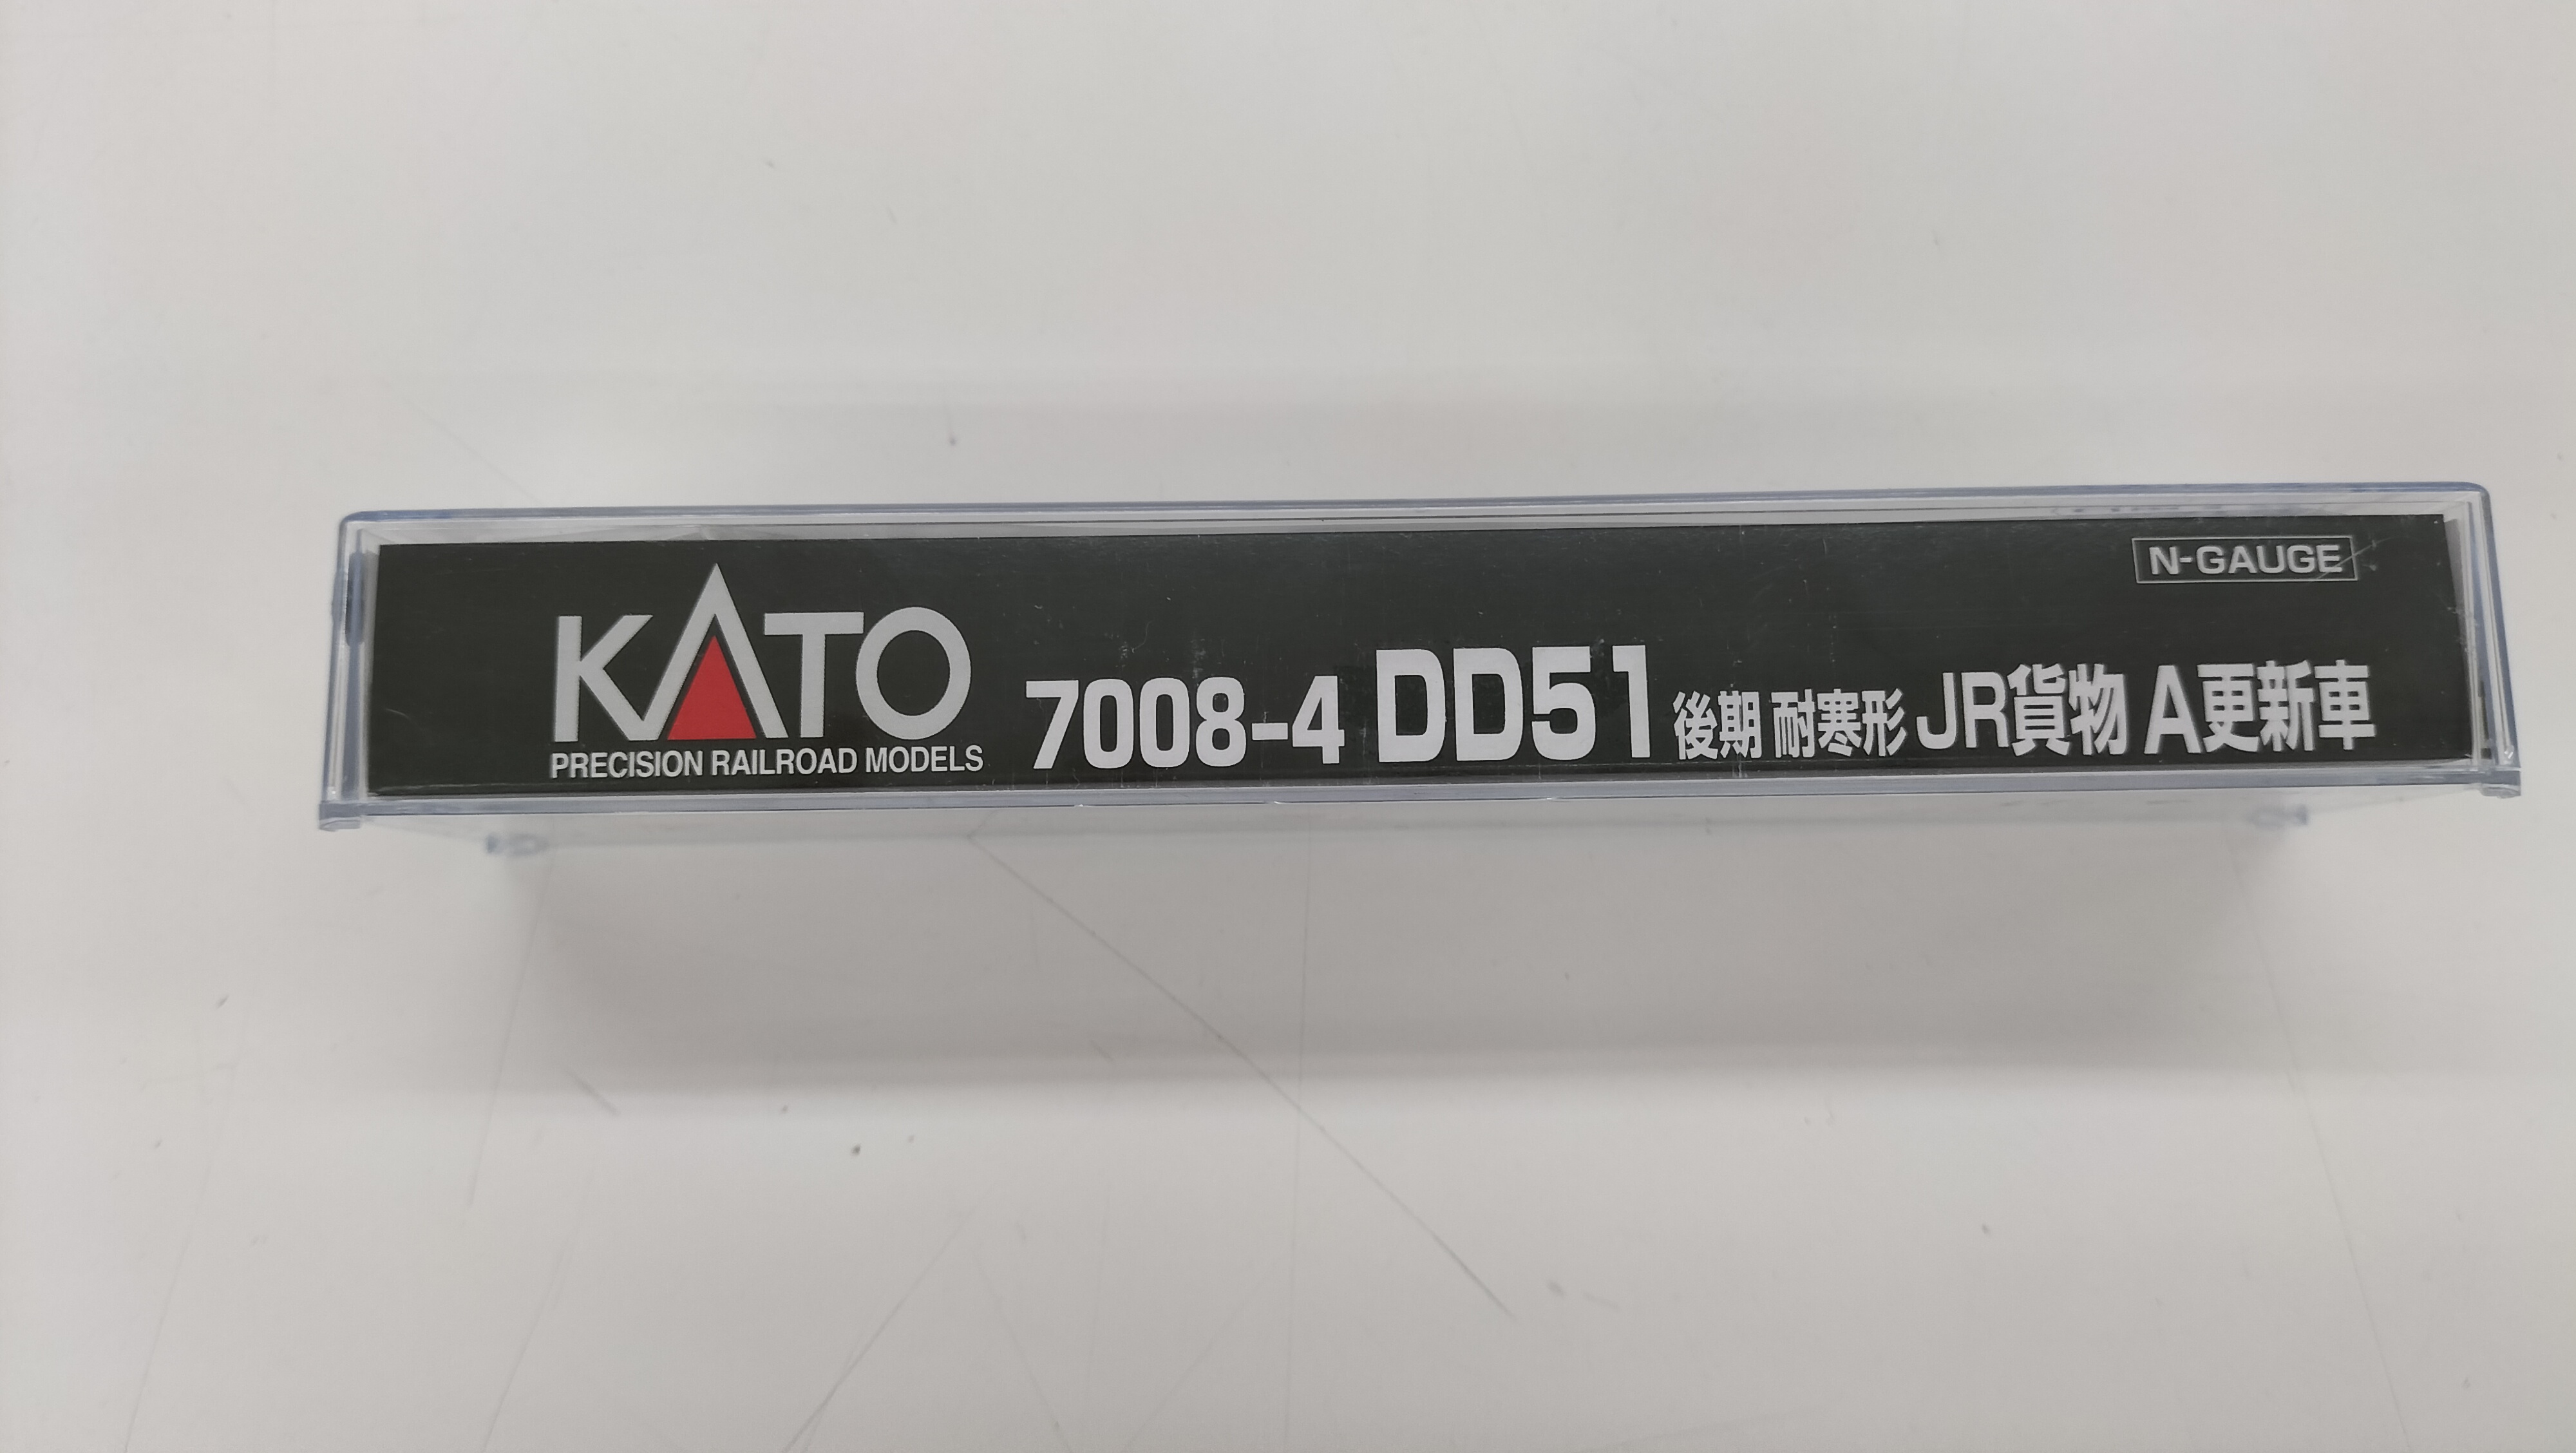 N-GAUGE
KATO
PRECISION RAILROAD MODELS
7008-4 DD51 後期 耐寒形 JR貨物 A更新車